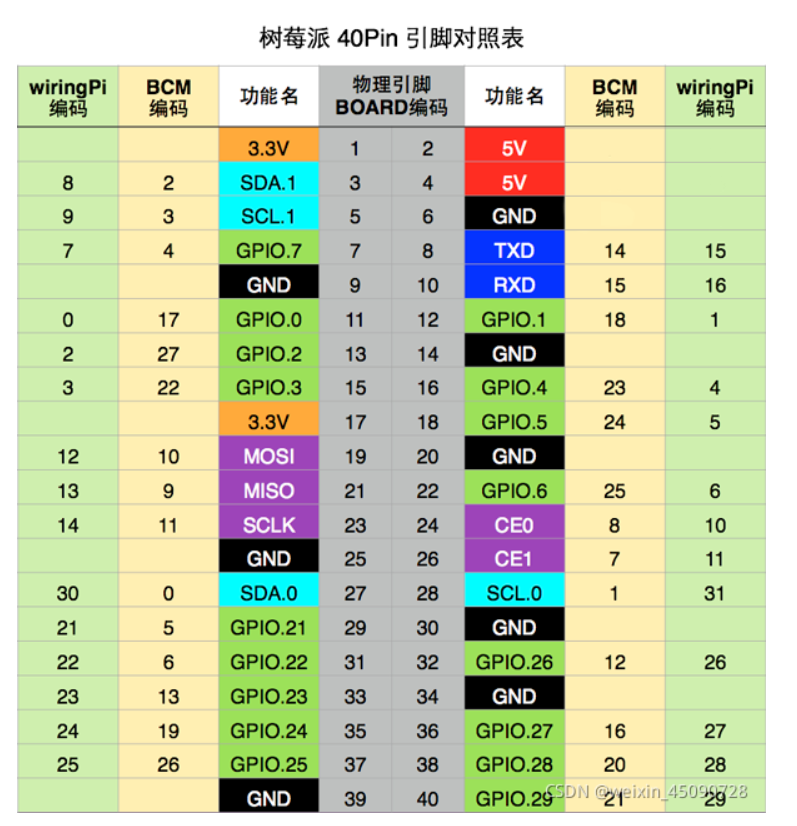 树莓派 40Pin 引脚对照表
wiringPi 编码 BCM 编码 功能名 物理引脚 BOARD编码 功能名 BCM 编码 wiringPi 编码
3.3V 1 2 5V
8 2 SDA.1 3 4 5V
9 3 SCL.1 5 6 GND
7 4 GPIO.7 7 8 TXD 14 15
GND 9 10 RXD 15 16
0 17 GPIO.0 11 12 GPIO.1 18 1
2 27 GPIO.2 13 14 GND
3 22 GPIO.3 15 16 GPIO.4 23 4
3.3V 17 18 GPIO.5 24 5
12 10 MOSI 19 20 GND
13 9 MISO 21 22 GPIO.6 25 6
14 11 SCLK 23 24 CE0 8 10
GND 25 26 CE1 7 11
30 0 SDA.0 27 28 SCL.0 1 31
21 5 GPIO.21 29 30 GND
22 6 GPIO.22 31 32 GPIO.26 12 26
23 13 GPIO.23 33 34 GND
24 19 GPIO.24 35 36 GPIO.27 16 27
25 26 GPIO.25 37 38 GPIO.28 20 28
GND 39 40 GPIO.29 21 29
CSDN @weixin_45090728